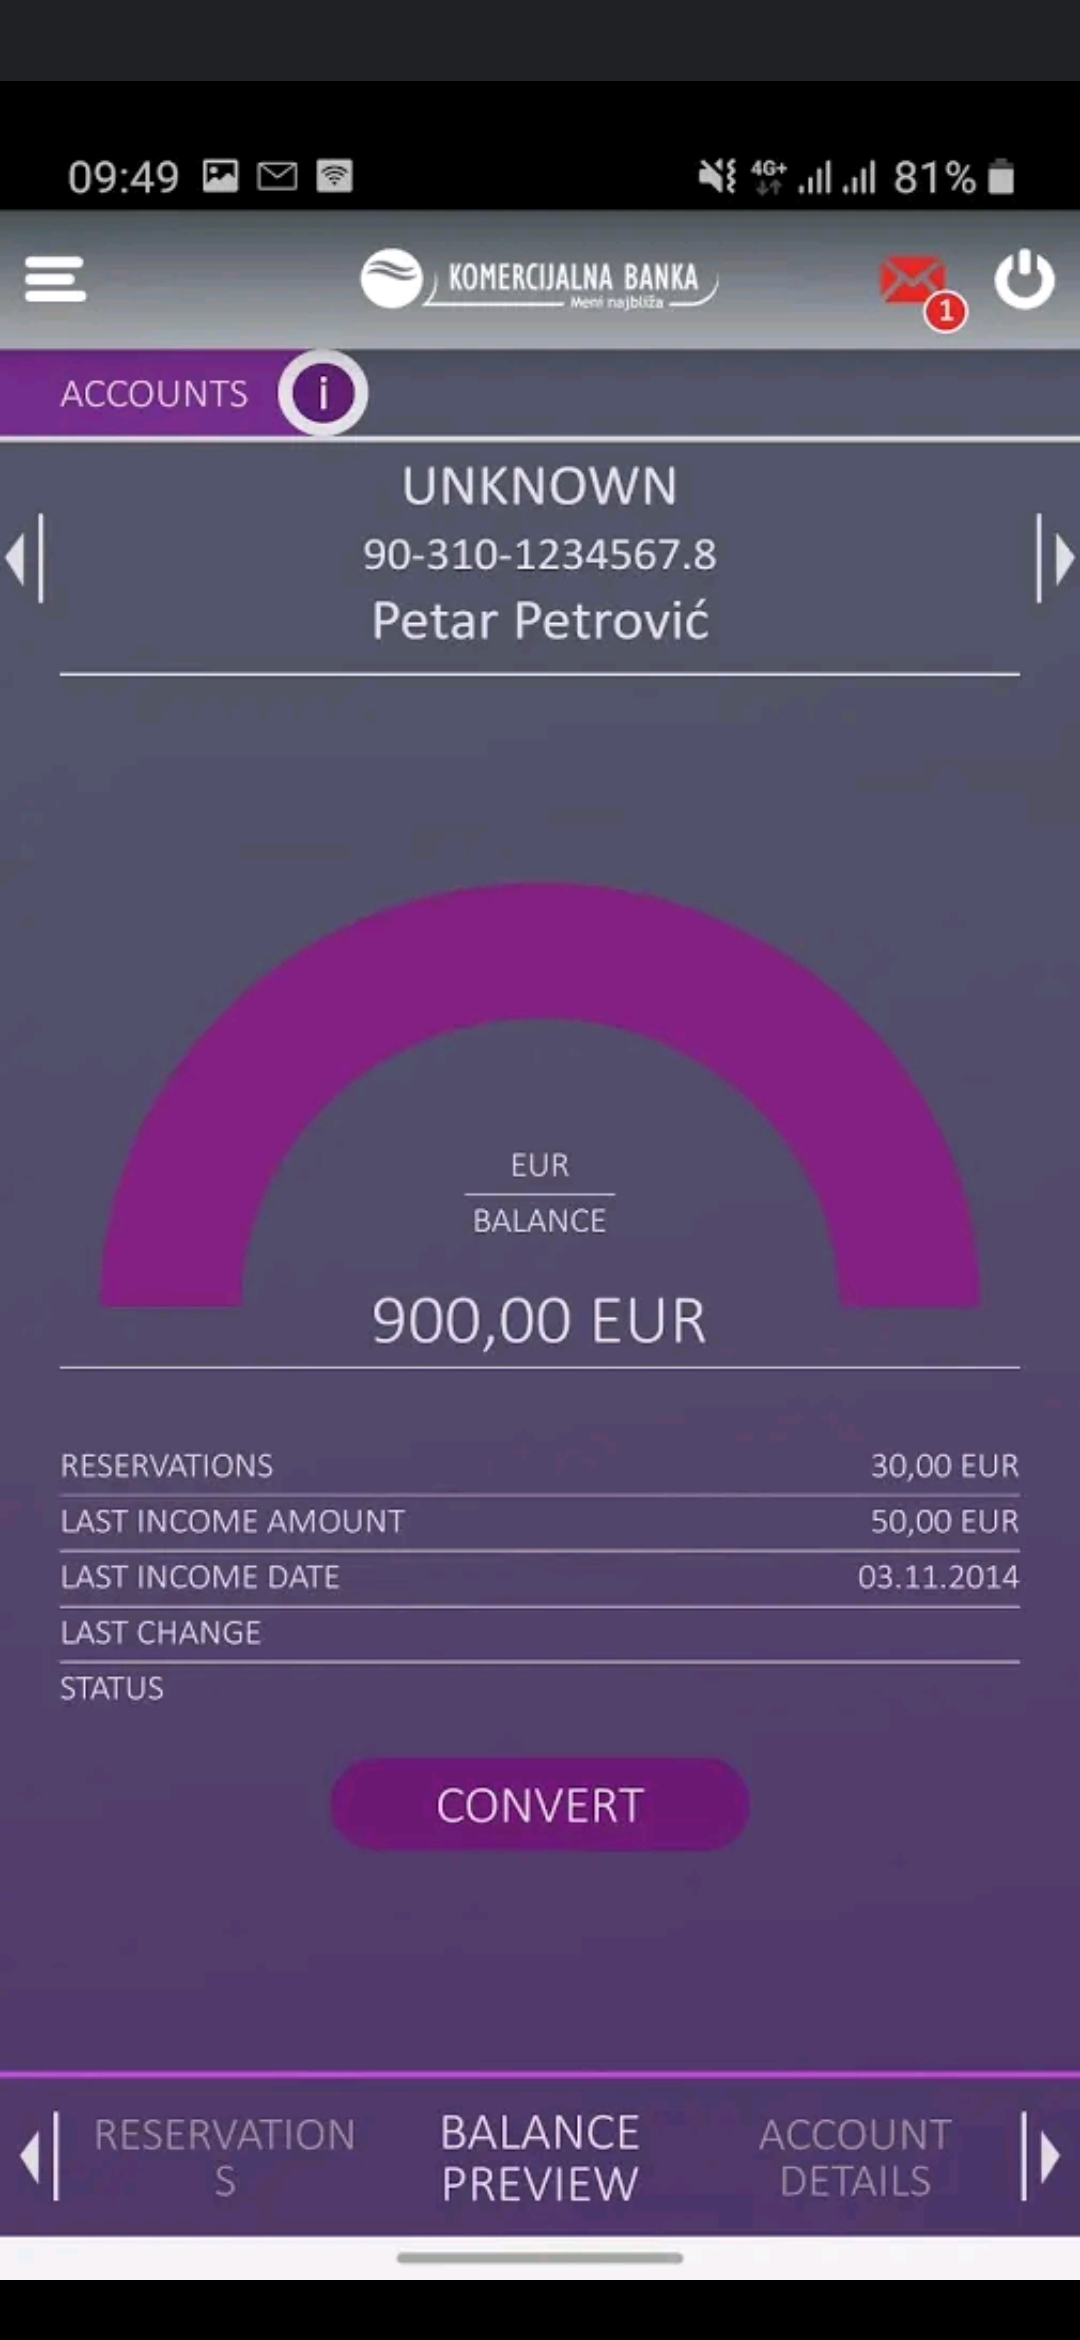 09:49
4G+
81%
KOMERCIJALNA BANKA
Meni najbliža
1
ACCOUNTS
i
UNKNOWN
90-310-1234567.8
Petar Petrović
EUR
BALANCE
900,00 EUR
RESERVATIONS 30,00 EUR
LAST INCOME AMOUNT 50,00 EUR
LAST INCOME DATE 03.11.2014
LAST CHANGE
STATUS
CONVERT
RESERVATION
S
BALANCE
PREVIEW
ACCOUNT
DETAILS